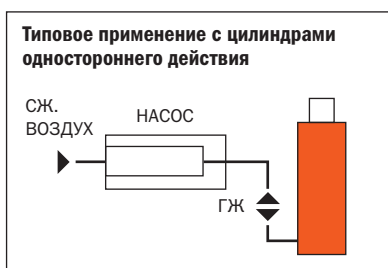 Типовое применение с цилиндрами
одностороннего действия
СЖ.
ВОЗДУХ
НАСОС
ГЖ